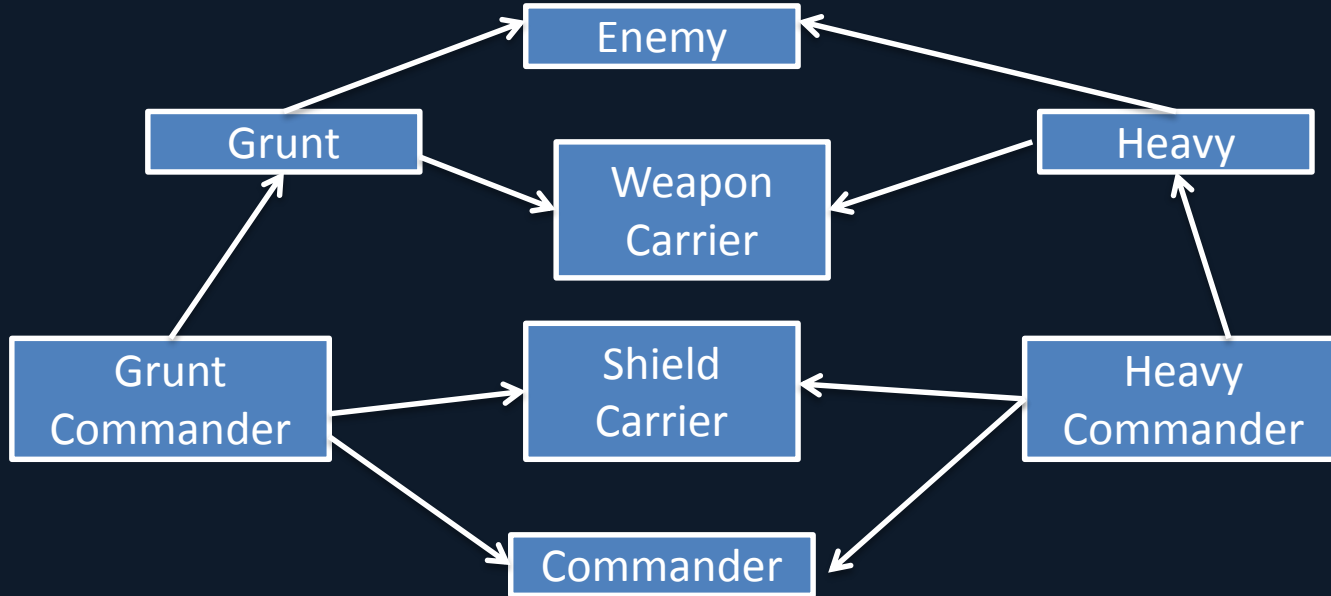 Enemy
Grunt
Heavy
Weapon
Carrier
Grunt
Commander
Shield
Carrier
Heavy
Commander
Commander